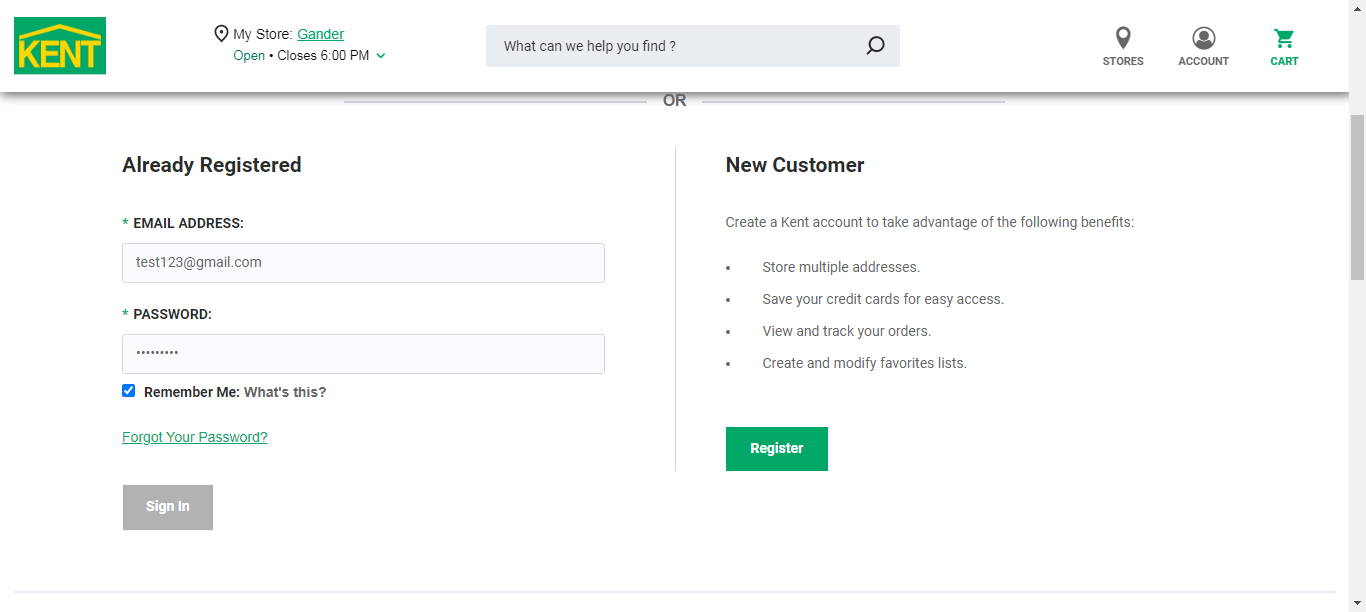 KENT
My Store: Gander
Open • Closes 6:00 PM
What can we help you find ?
STORES
ACCOUNT
CART
OR
Already Registered
* EMAIL ADDRESS:
test123@gmail.com
* PASSWORD:
•••••••••
Remember Me: What's this?
Forgot Your Password?
Sign In
New Customer
Create a Kent account to take advantage of the following benefits:
• Store multiple addresses.
• Save your credit cards for easy access.
• View and track your orders.
• Create and modify favorites lists.
Register